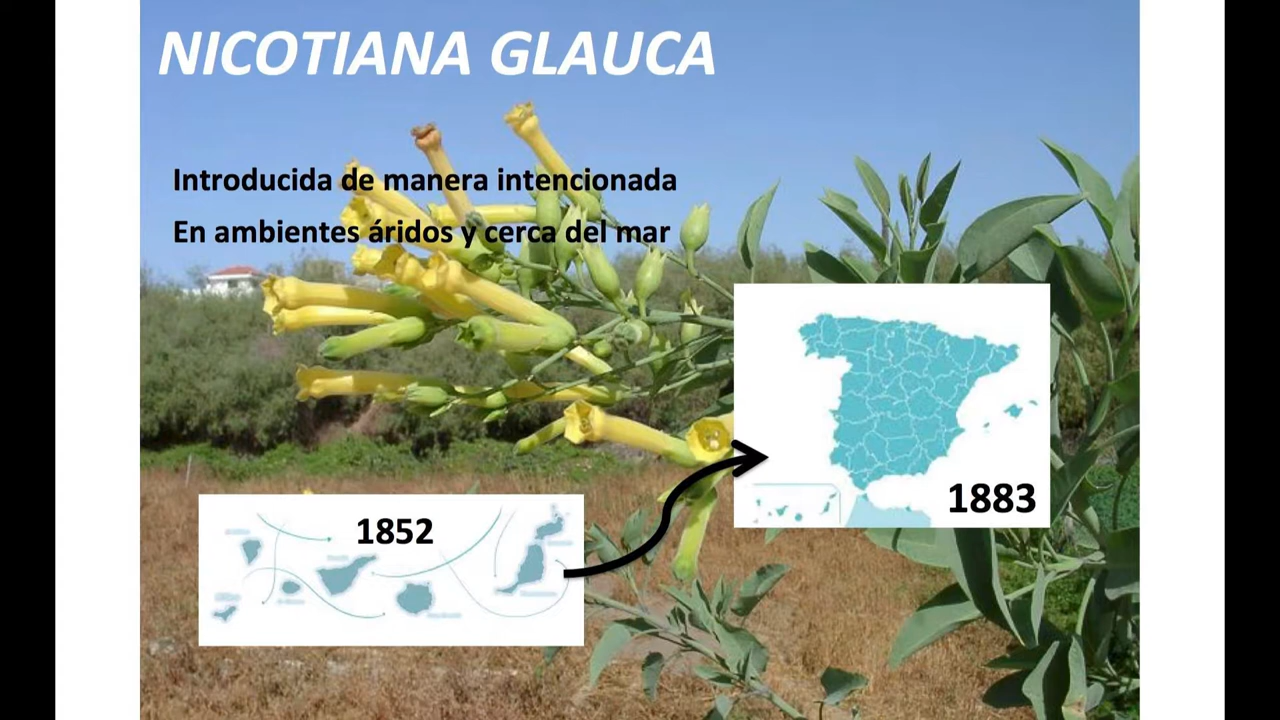 NICOTIANA GLAUCA
Introducida de manera intencionada
En ambientes áridos y cerca del mar
1852
1883